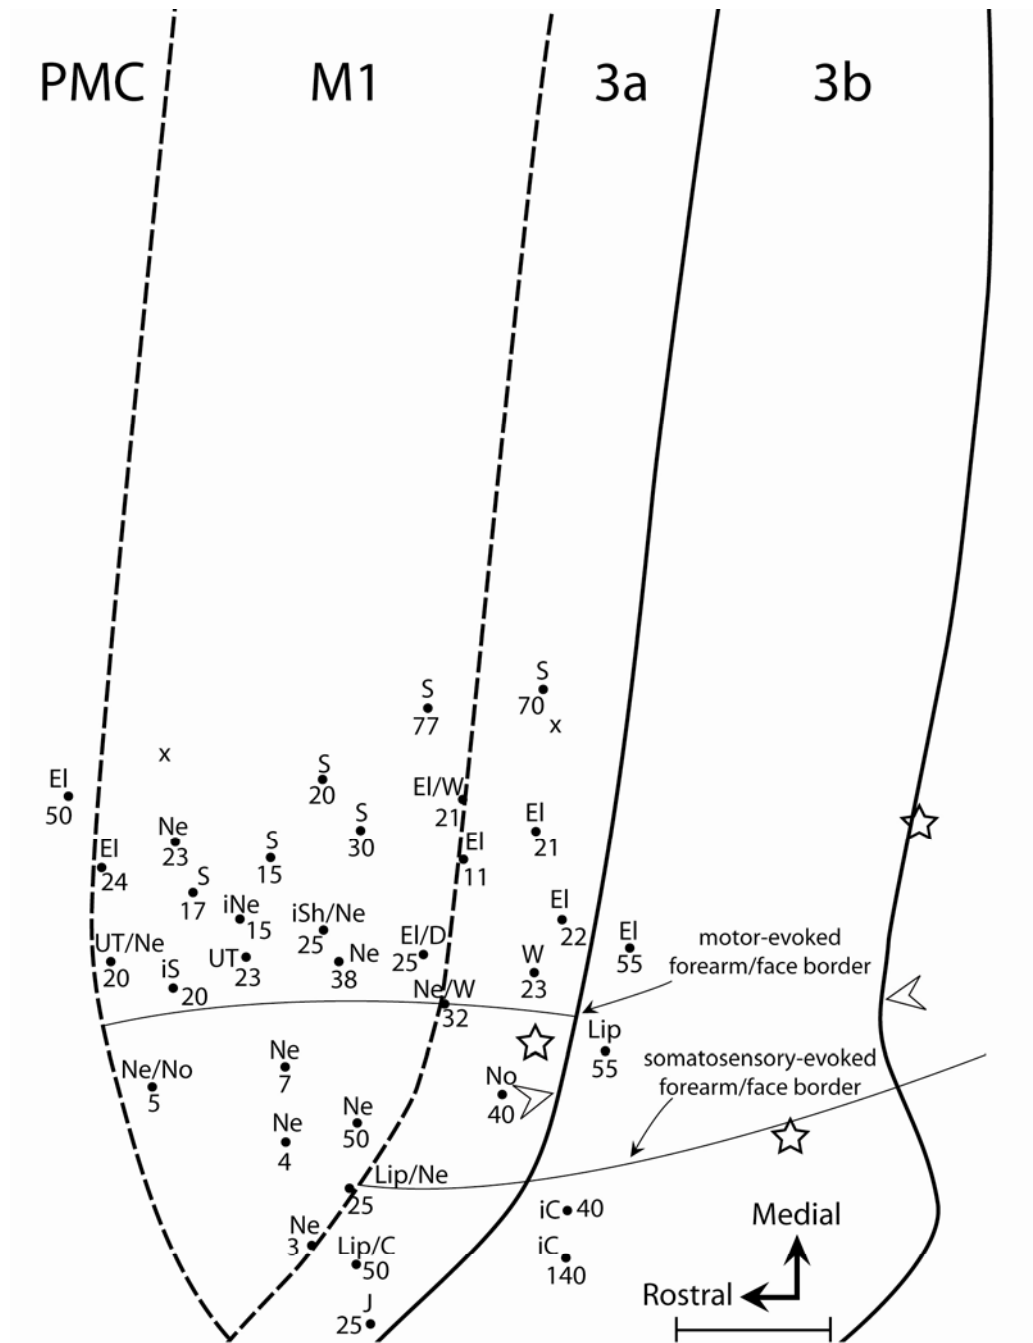 PMC
M1
3a
3b
S
77
S
70
x
x
El
50
S
20
El/W
21
Ne
23
S
30
El
21
El
24
S
15
El
11
S
17
iNe
15
iSh/Ne
25
El
22
UT/Ne
20
iS
20
UT
23
Ne
38
El/D
25
W
23
El
55
motor-evoked
forearm/face border
Ne/W
32
Lip
55
somatosensory-evoked
forearm/face border
Ne/No
5
Ne
7
No
40
Ne
4
Ne
50
Lip/Ne
25
iC 40
Ne
3
Lip/C
50
iC
140
J
25
Medial
Rostral